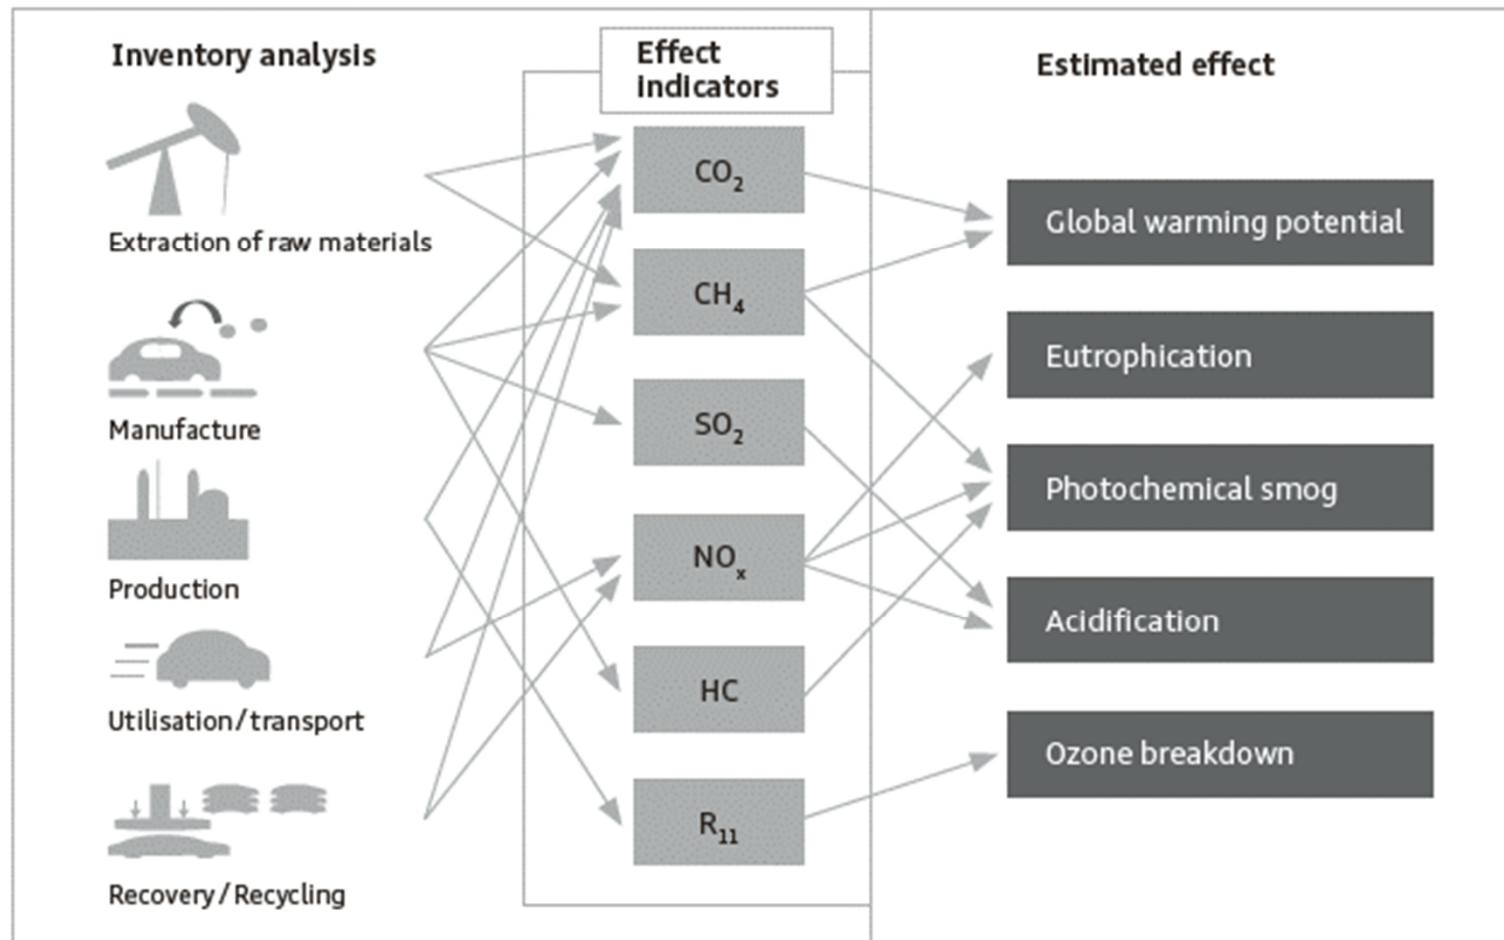 Inventory analysis
Effect
indicators
Estimated effect
Extraction of raw materials
Manufacture
Production
Utilisation/transport
Recovery/Recycling
CO₂
CH₄
SO₂
NOₓ
HC
R₁₁
Global warming potential
Eutrophication
Photochemical smog
Acidification
Ozone breakdown